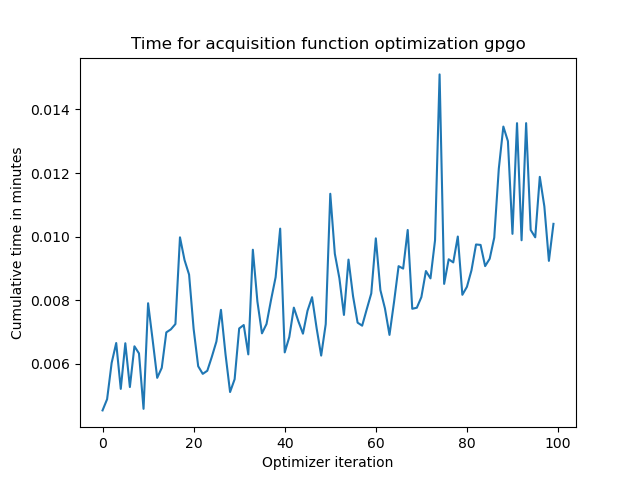 Time for acquisition function optimization gpgo
Cumulative time in minutes
0.014
0.012
0.010
0.008
0.006
0 20 40 60 80 100
Optimizer iteration